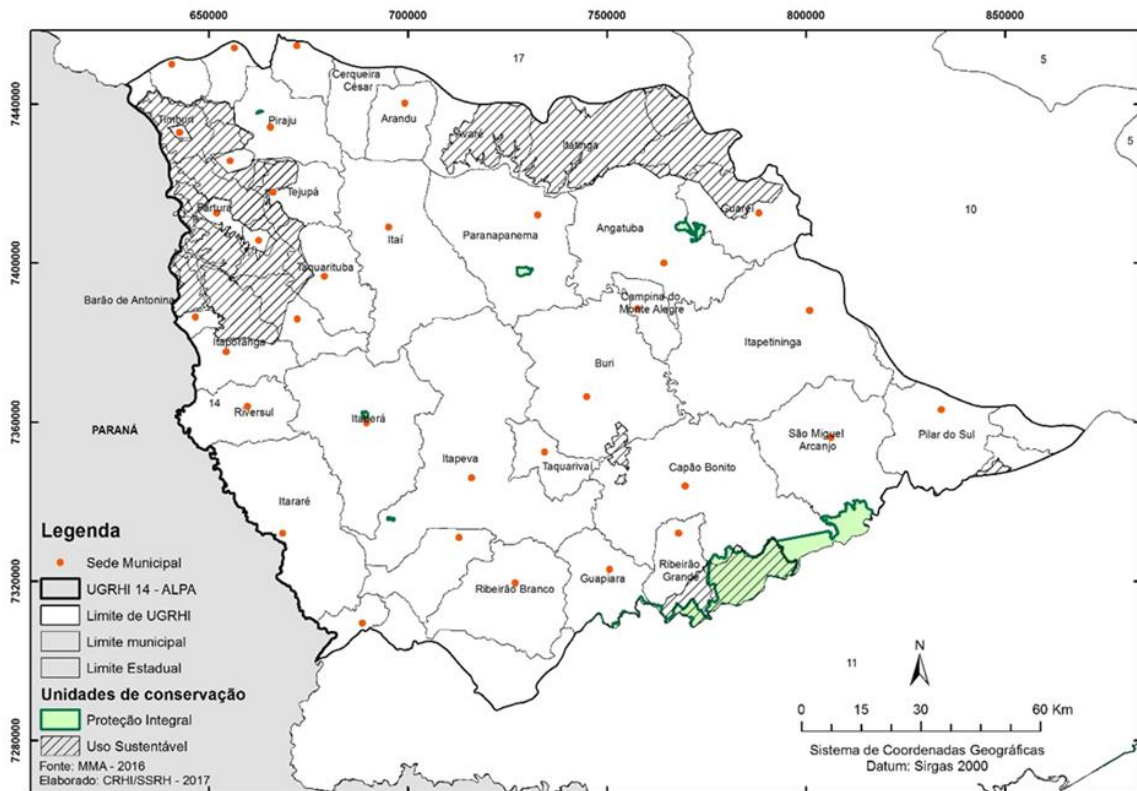 650000
700000
750000
800000
850000
7440000
7400000
7360000
7320000
7280000
17
5
5
10
Cerqueira
César
Timburi
Piraju
Arandu
Avaré
Itatinga
Tejupá
Guareí
Fartura
Itaí
Paranapanema
Angatuba
Taquarituba
Barão de Antonina
Campina do
Monte Alegre
Itaporanga
Itapetininga
Buri
14
Riversul
Itaberá
PARANÁ
São Miguel
Arcanjo
Pilar do Sul
Itapeva
Taquarivaí
Capão Bonito
Itararé
Ribeirão
Grande
Guapiara
Ribeirão Branco
11
Legenda
Sede Municipal
UGRHI 14 - ALPA
Limite de UGRHI
Limite municipal
Limite Estadual
Unidades de conservação
Proteção Integral
Uso Sustentável
Fonte: MMA - 2016
Elaborado: CRHI/SSRH - 2017
N
0 15 30 45 60 Km
Sistema de Coordenadas Geográficas
Datum: Sirgas 2000